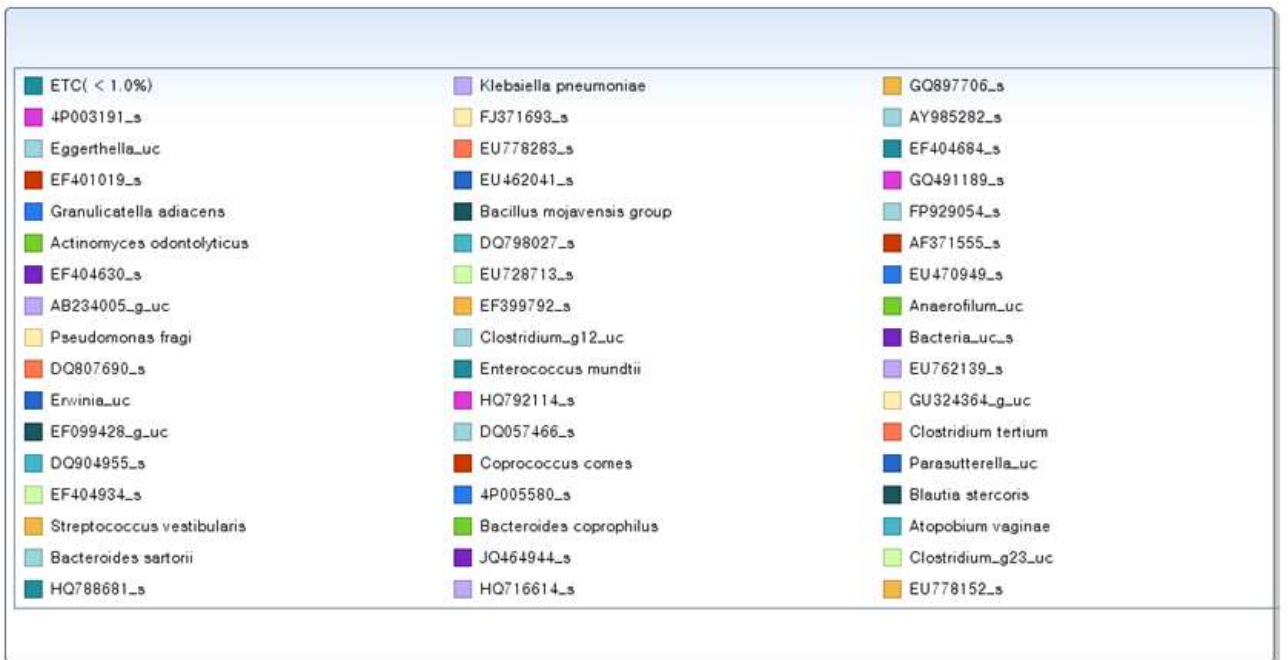 ETC( < 1.0%) Klebsiella pneumoniae GQ897706_s
4P003191_s FJ371693_s AY985282_s
Eggerthella_uc EU778283_s EF404684_s
EF401019_s EU462041_s GQ491189_s
Granulicatella adiacens Bacillus mojavensis group FP929054_s
Actinomyces odontolyticus DQ798027_s AF371555_s
EF404630_s EU728713_s EU470949_s
AB234005_g_uc EF399792_s Anaerofilum_uc
Pseudomonas fragi Clostridium_g12_uc Bacteria_uc_s
DQ807690_s Enterococcus mundtii EU762139_s
Erwinia_uc HQ792114_s GU324364_g_uc
EF099428_g_uc DQ057466_s Clostridium tertium
DQ904955_s Coprococcus comes Parasutterella_uc
EF404934_s 4P005580_s Blautia stercoris
Streptococcus vestibularis Bacteroides coprophilus Atopobium vaginae
Bacteroides sartorii JQ464944_s Clostridium_g23_uc
HQ788681_s HQ716614_s EU778152_s